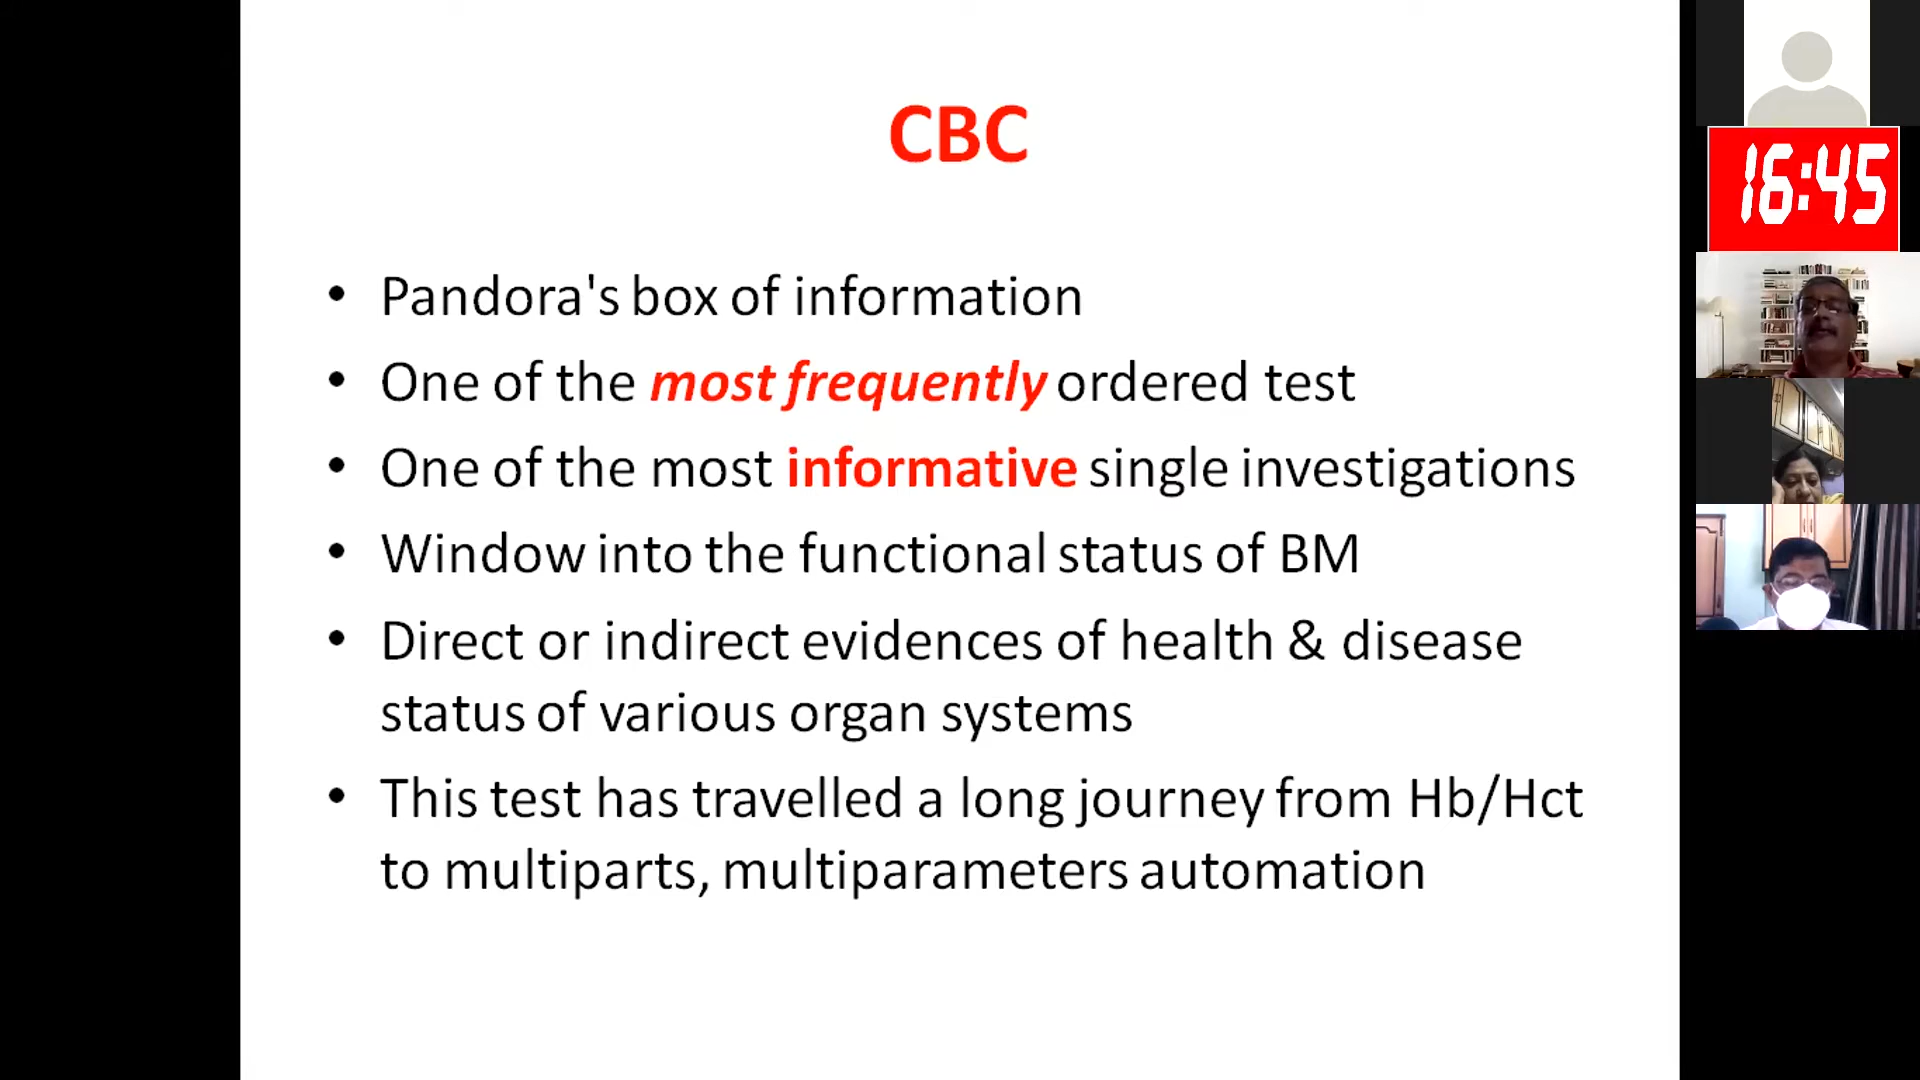 CBC
16:45
• Pandora's box of information
• One of the most frequently ordered test
• One of the most informative single investigations
• Window into the functional status of BM
• Direct or indirect evidences of health & disease
status of various organ systems
• This test has travelled a long journey from Hb/Hct
to multiparts, multiparameters automation